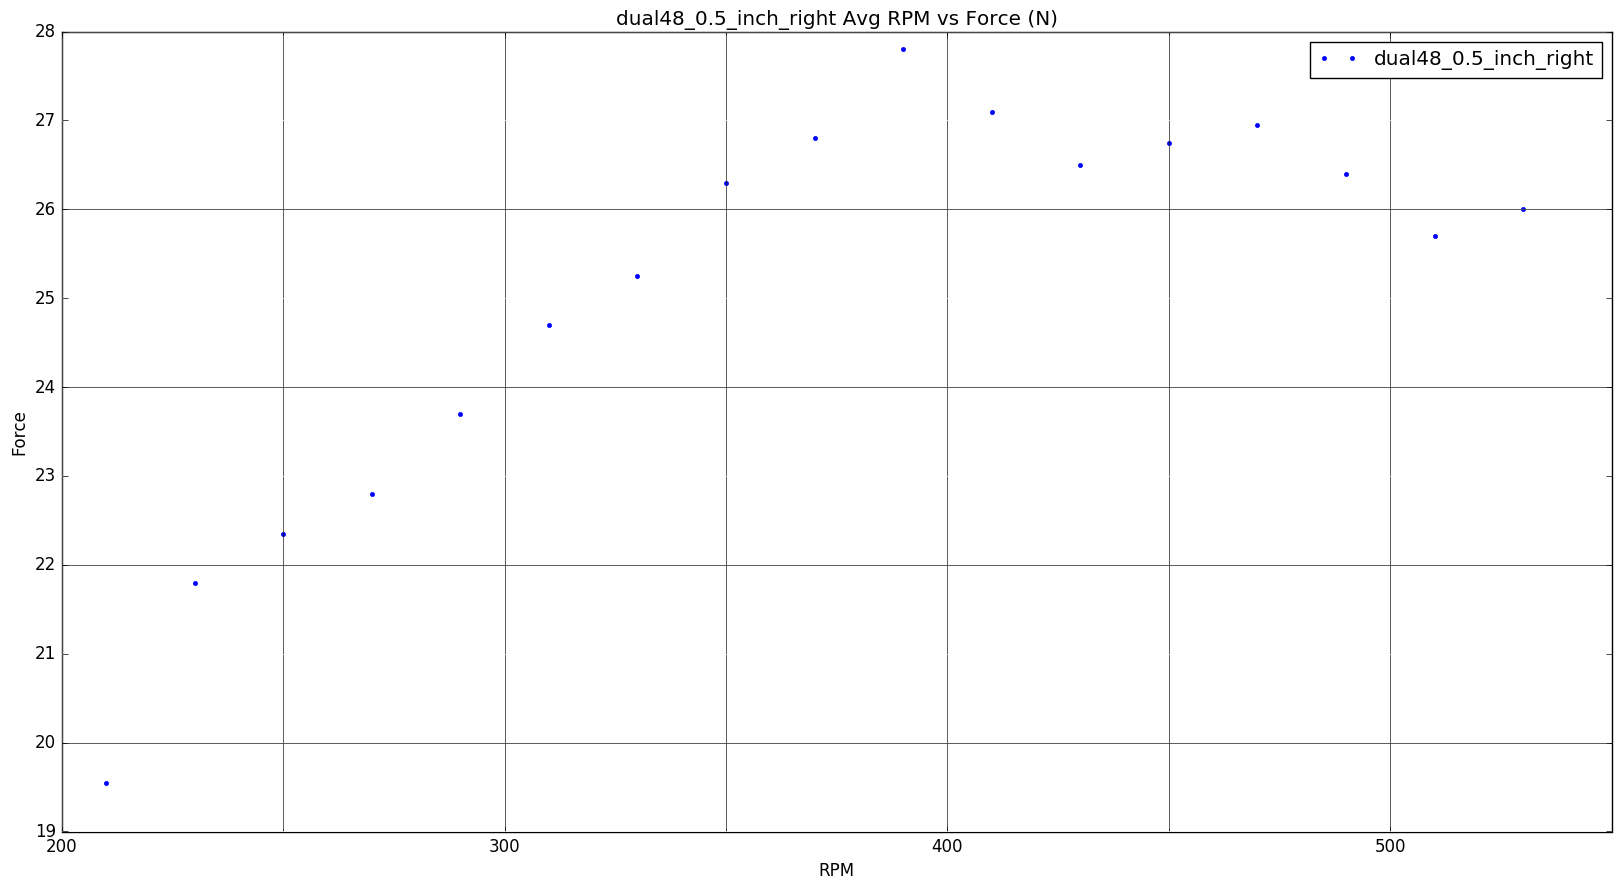 dual48_0.5_inch_right Avg RPM vs Force (N)
dual48_0.5_inch_right
28
27
26
25
24
23
22
21
20
19
Force
200 300 400 500
RPM